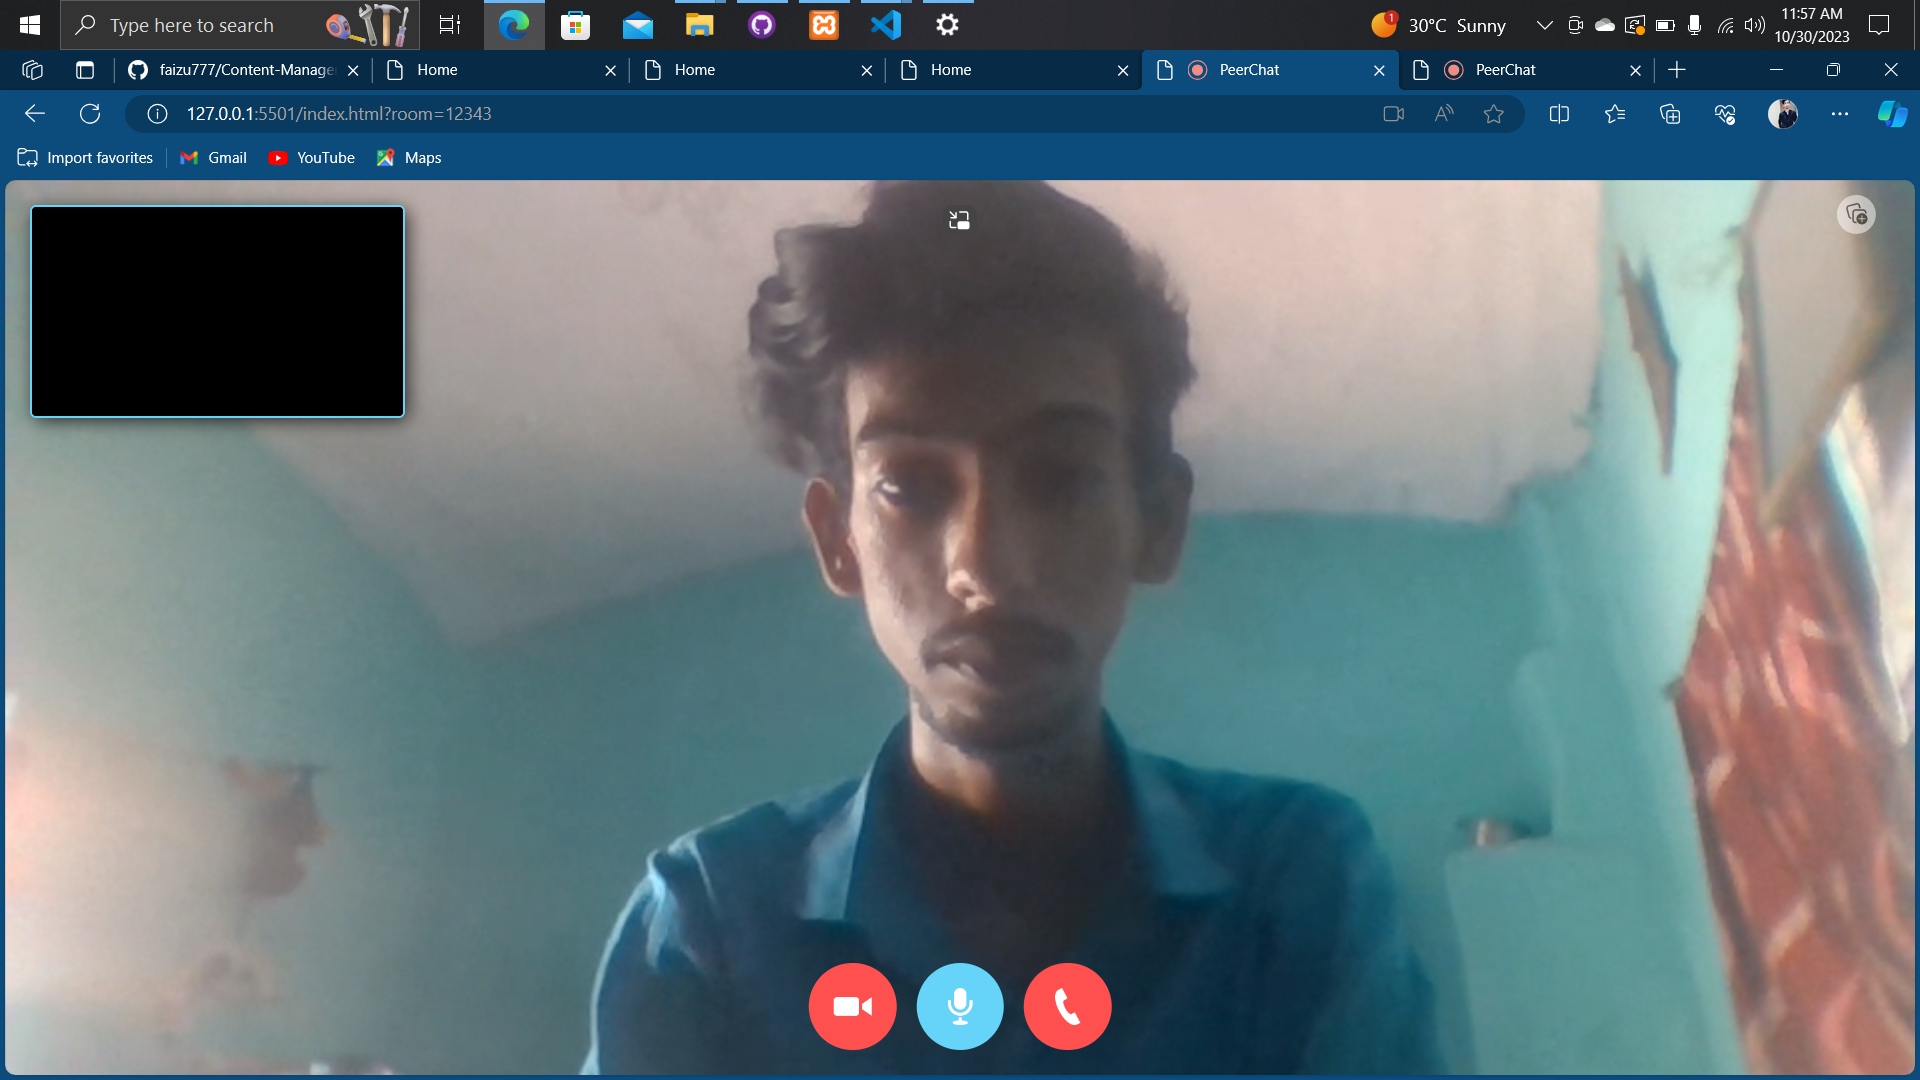 Type here to search
30°C Sunny
1
11:57 AM
10/30/2023
faizu777/Content-Manage
Home
Home
Home
PeerChat
PeerChat
127.0.0.1:5501/index.html?room=12343
Import favorites
Gmail
YouTube
Maps